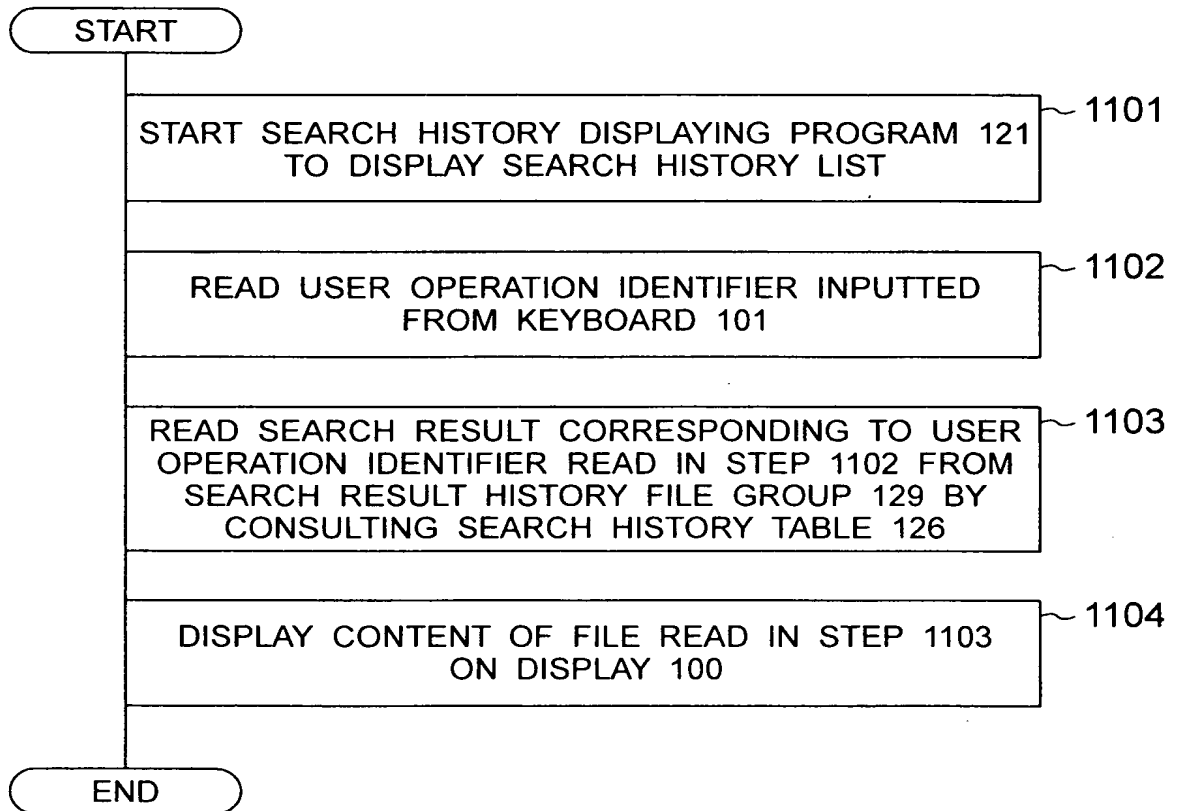 START
1101
START SEARCH HISTORY DISPLAYING PROGRAM 121
TO DISPLAY SEARCH HISTORY LIST
1102
READ USER OPERATION IDENTIFIER INPUTTED
FROM KEYBOARD 101
1103
READ SEARCH RESULT CORRESPONDING TO USER
OPERATION IDENTIFIER READ IN STEP 1102 FROM
SEARCH RESULT HISTORY FILE GROUP 129 BY
CONSULTING SEARCH HISTORY TABLE 126
1104
DISPLAY CONTENT OF FILE READ IN STEP 1103
ON DISPLAY 100
END